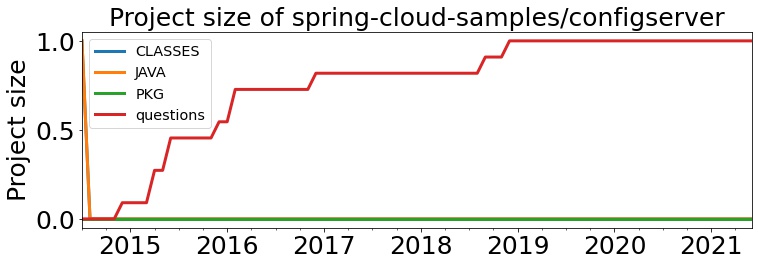 Project size of spring-cloud-samples/configserver
Project size
1.0
0.5
0.0
CLASSES
JAVA
PKG
questions
2015 2016 2017 2018 2019 2020 2021